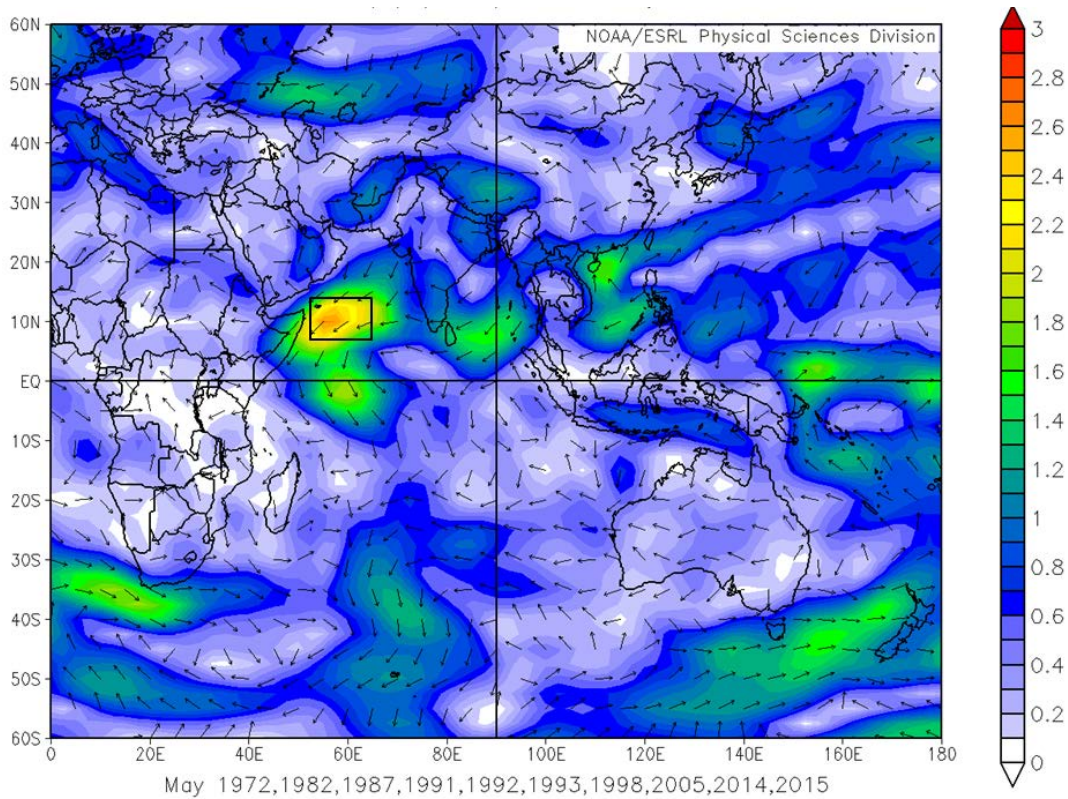 NOAA/ESRL Physical Sciences Division
60N
50N
40N
30N
20N
10N
EQ
10S
20S
30S
40S
50S
60S
0
20E
40E
60E
80E
100E
120E
140E
160E
180
May 1972,1982,1987,1991,1992,1993,1998,2005,2014,2015
3
2.8
2.6
2.4
2.2
2
1.8
1.6
1.4
1.2
1
0.8
0.6
0.4
0.2
0